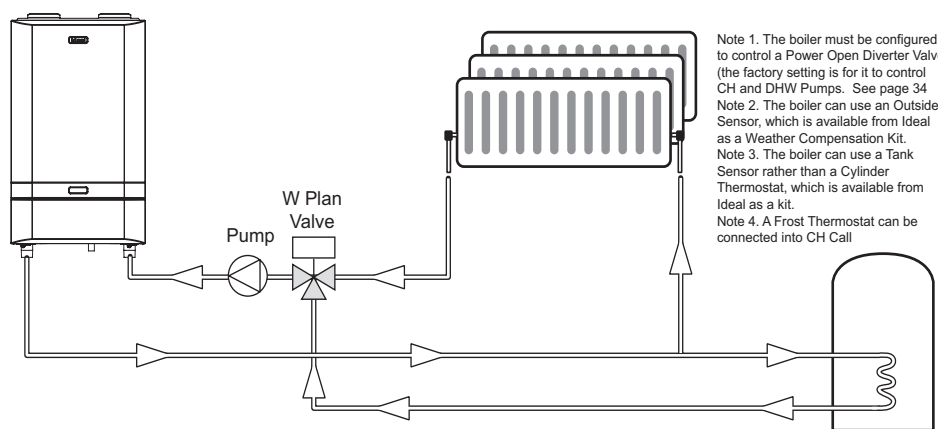 Note 1. The boiler must be configured
to control a Power Open Diverter Valv
(the factory setting is for it to control
CH and DHW Pumps. See page 34
Note 2. The boiler can use an Outside
Sensor, which is available from Ideal
as a Weather Compensation Kit.
Note 3. The boiler can use a Tank
Sensor rather than a Cylinder
Thermostat, which is available from
Ideal as a kit.
Note 4. A Frost Thermostat can be
connected into CH Call
W Plan
Valve
Pump